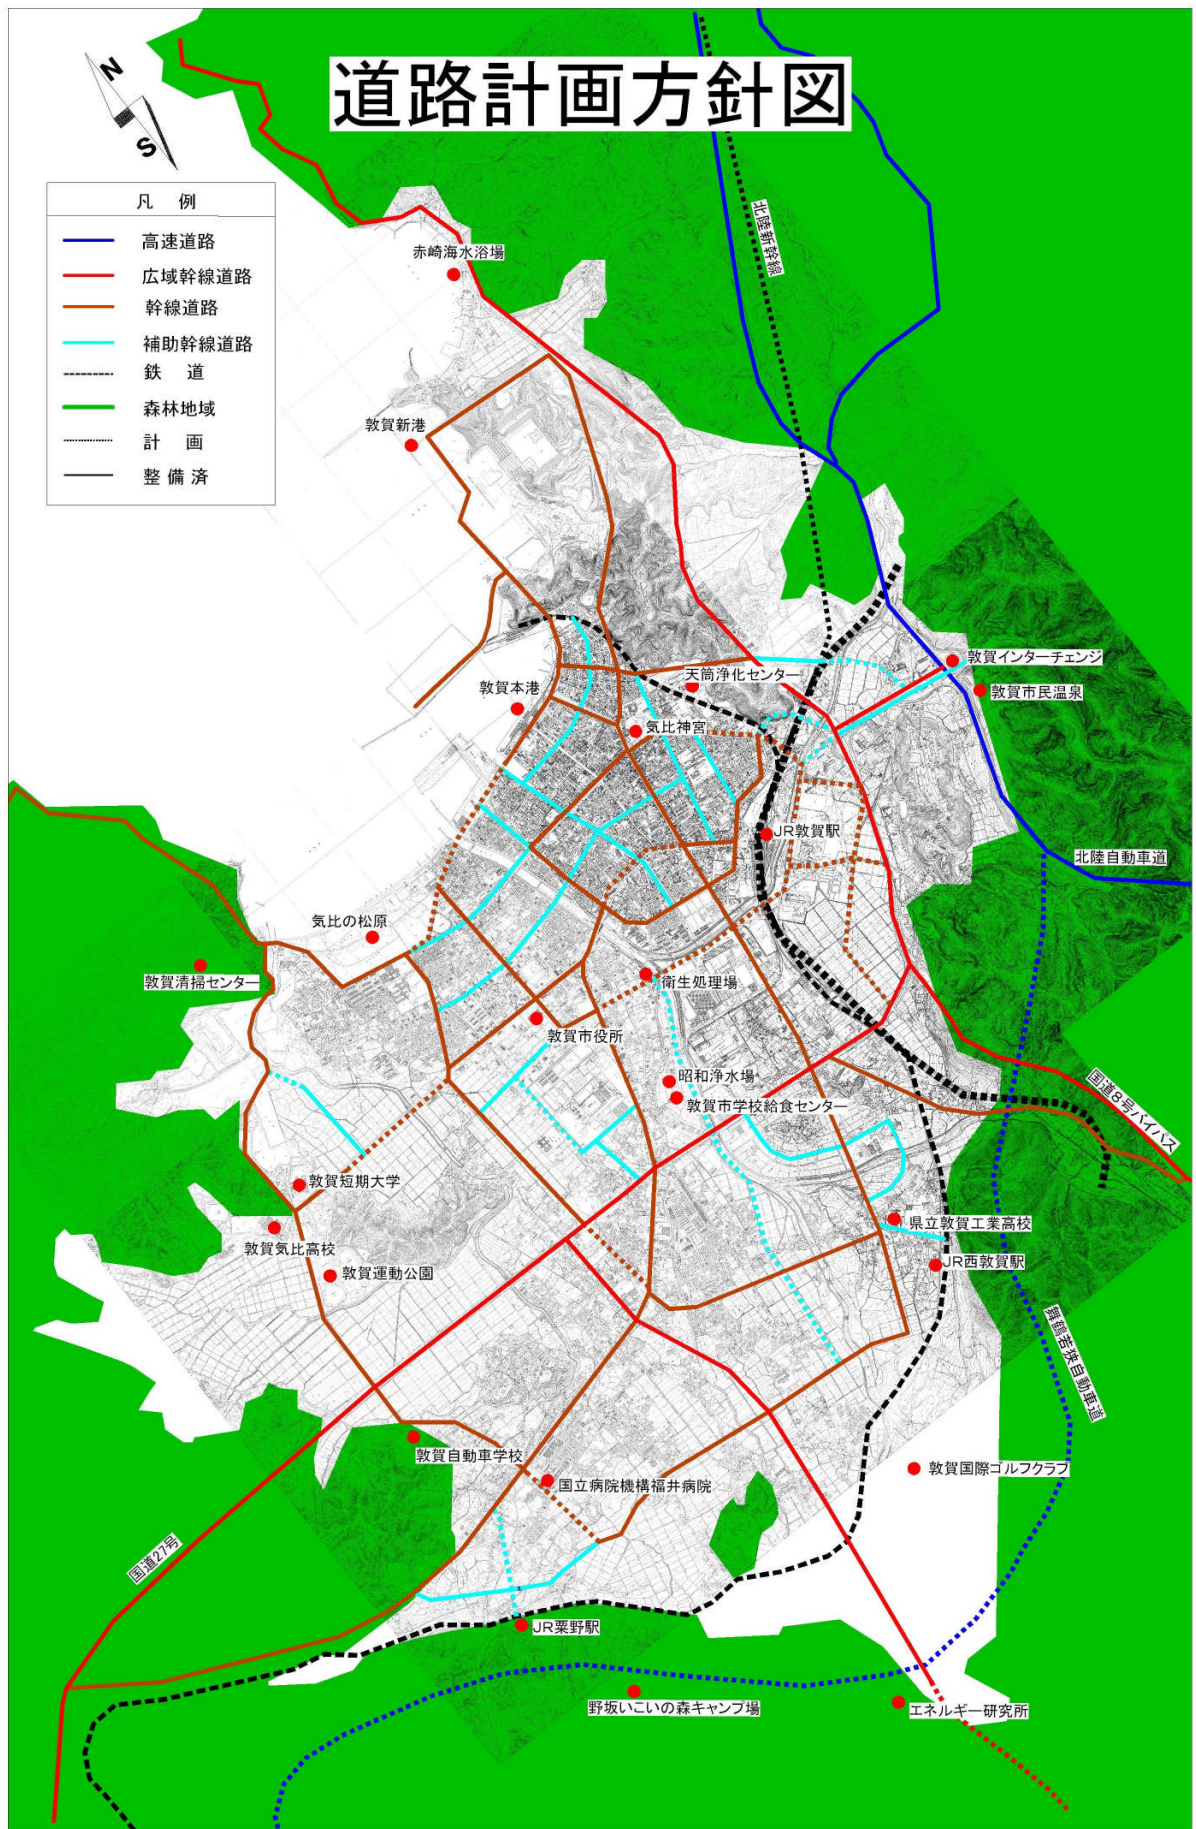 道路計画方針図
N
S
凡 例
高速道路
広域幹線道路
幹線道路
補助幹線道路
鉄 道
森林地域
計 画
整備済
北陸新幹線
赤崎海水浴場
敦賀新港
敦賀インターチェンジ
天筒浄化センター
敦賀本港
敦賀市民温泉
気比神宮
JR敦賀駅
北陸自動車道
気比の松原
敦賀清掃センター
衛生処理場
敦賀市役所
昭和浄水場
敦賀市学校給食センター
国道8号バイパス
敦賀短期大学
県立敦賀工業高校
敦賀気比高校
JR西敦賀駅
敦賀運動公園
舞鶴若狭自動車道
敦賀自動車学校
敦賀国際ゴルフクラブ
国立病院機構福井病院
国道27号
JR粟野駅
野坂いこいの森キャンプ場
エネルギー研究所